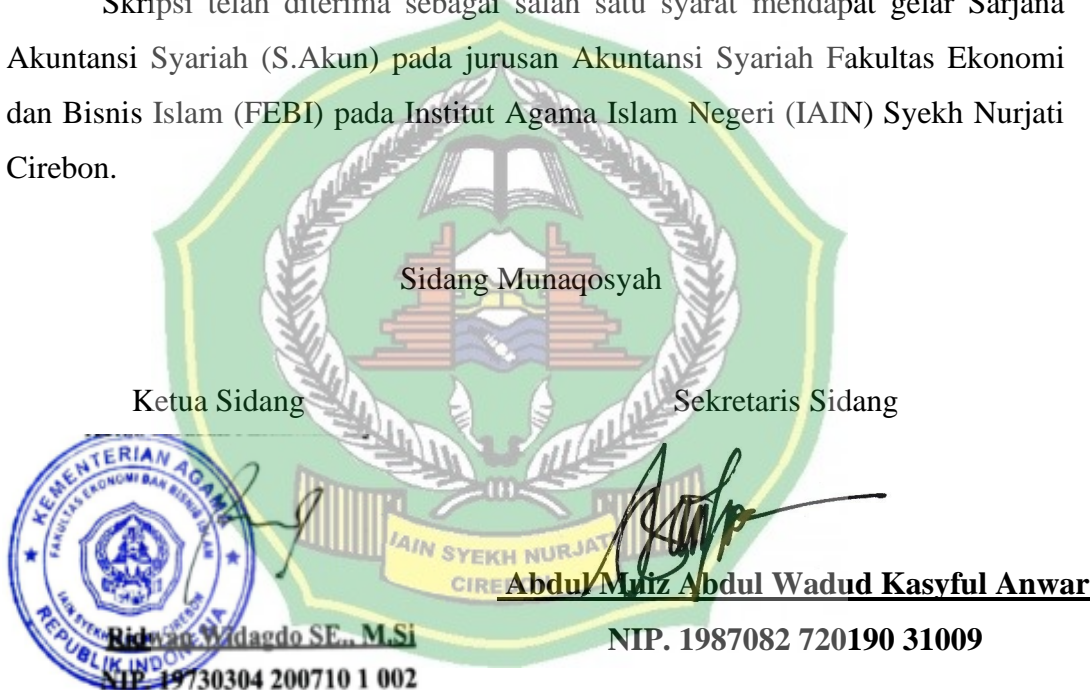 Skripsi telah diterima sebagai salah satu syarat mendapat gelar Sarjana
Akuntansi Syariah (S.Akun) pada jurusan Akuntansi Syariah Fakultas Ekonomi
dan Bisnis Islam (FEBI) pada Institut Agama Islam Negeri (IAIN) Syekh Nurjati
Cirebon.
Sidang Munaqosyah
Ketua Sidang
Sekretaris Sidang
KEMENTERIAN AGAMA
FAKULTAS EKONOMI DAN BISNIS ISLAM
IAIN SYEKH CIREBON
REPUBLIK INDONESIA
IAIN SYEKH NURJATI
Ridwan Widagdo SE., M.Si
NIP. 19730304 200710 1 002
Abdul Muiz Abdul Wadud Kasyful Anwar
NIP. 1987082 720190 31009